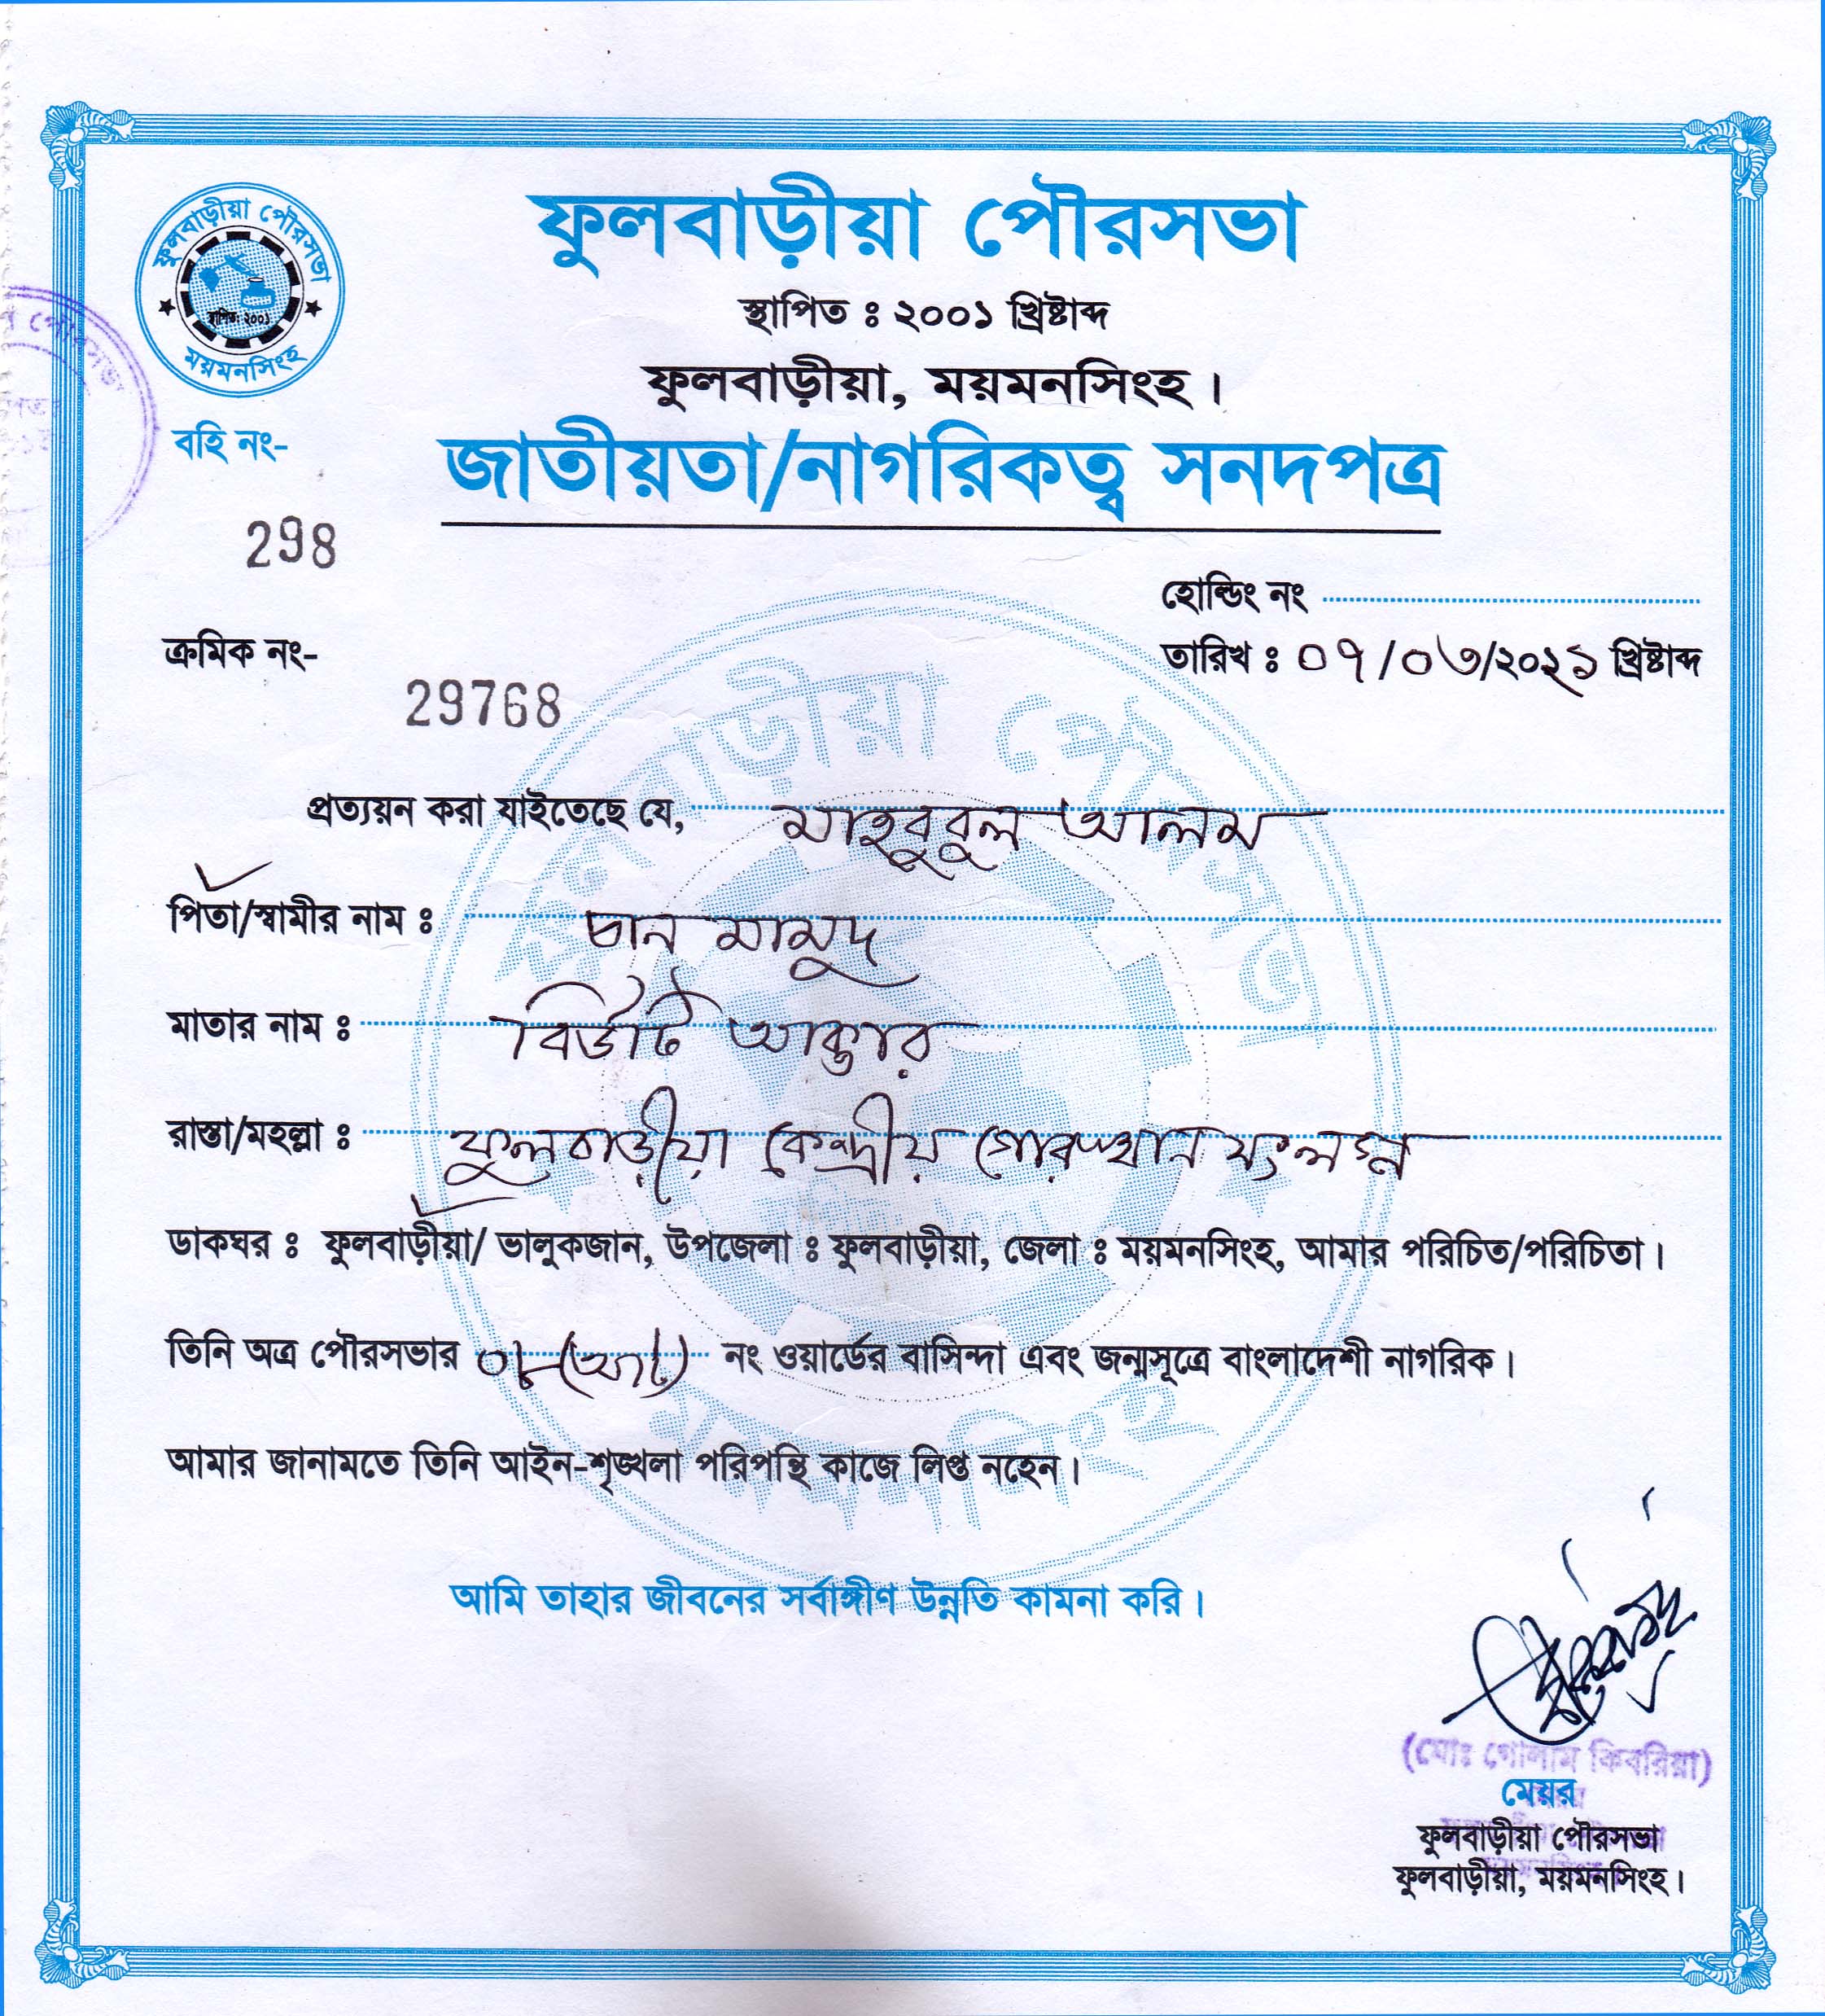 ফুলবাড়ীয়া পৌরসভা
স্থাপিত: ২০০১
ময়মনসিংহ
ফুলবাড়ীয়া পৌরসভা
স্থাপিত ঃ ২০০১ খ্রিষ্টাব্দ
ফুলবাড়ীয়া, ময়মনসিংহ।
বহি নং-
জাতীয়তা/নাগরিকত্ব সনদপত্র
298
হোল্ডিং নং
ক্রমিক নং-
তারিখ ঃ ০৭/০৬/২০২১ খ্রিষ্টাব্দ
29768
প্রত্যয়ন করা যাইতেছে যে, মাহবুবুল আলম
পিতা/স্বামীর নাম ঃ চান মামুদ
মাতার নাম ঃ বিউটি আক্তার
রাস্তা/মহল্লা ঃ ফুলবাড়ীয়া কেন্দ্রীয় গোরস্থান সংলগ্ন
ডাকঘর ঃ ফুলবাড়ীয়া/ ভালুকজান, উপজেলা ঃ ফুলবাড়ীয়া, জেলা ঃ ময়মনসিংহ, আমার পরিচিত/পরিচিতা।
তিনি অত্র পৌরসভার ০৮(আট) নং ওয়ার্ডের বাসিন্দা এবং জন্মসূত্রে বাংলাদেশী নাগরিক।
আমার জানামতে তিনি আইন-শৃঙ্খলা পরিপন্থি কাজে লিপ্ত নহেন।
আমি তাহার জীবনের সর্বাঙ্গীণ উন্নতি কামনা করি।
(মোঃ গোলাম কিবরিয়া)
মেয়র
ফুলবাড়ীয়া পৌরসভা
ফুলবাড়ীয়া, ময়মনসিংহ।